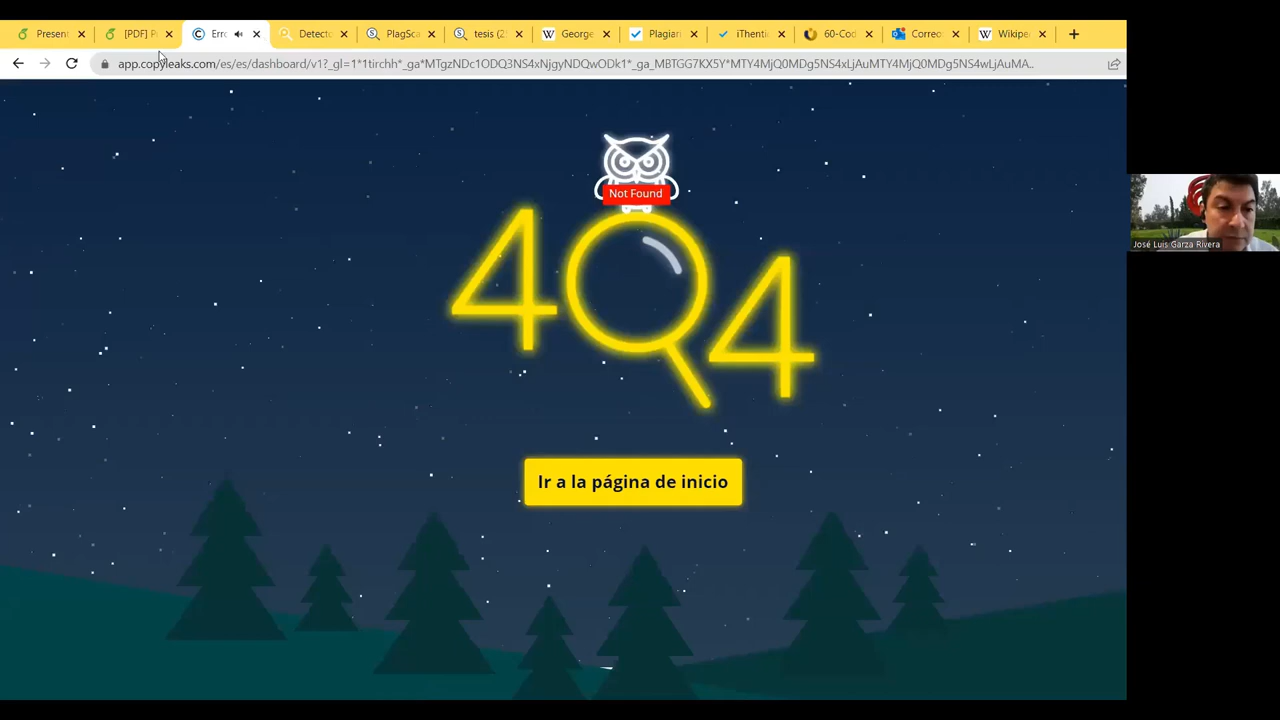 Present
[PDF] P
Erro
Detecto
PlagSca
tesis (2
George
Plagiar
iThenti
60-Cod
Correo
Wikipe
app.copyleaks.com/es/es/dashboard/v1?_gl=1*1tirchh*_ga*MTgzNDc1ODQ3NS4xNjgyNDQwODk1*_ga_MBTGG7KX5Y*MTY4MjQ0MDg5NS4xLjAuMTY4MjQ0MDg5NS4wLjAuMA..
Not Found
404
Ir a la página de inicio
José Luis Garza Rivera